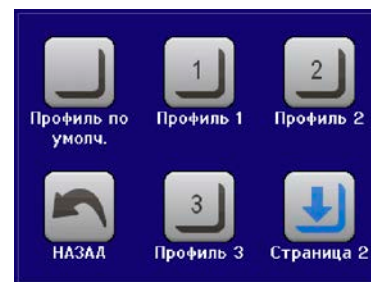 1
2
Профиль по
умолч.
Профиль 1
Профиль 2
3
НАЗАД
Профиль 3
Страница 2